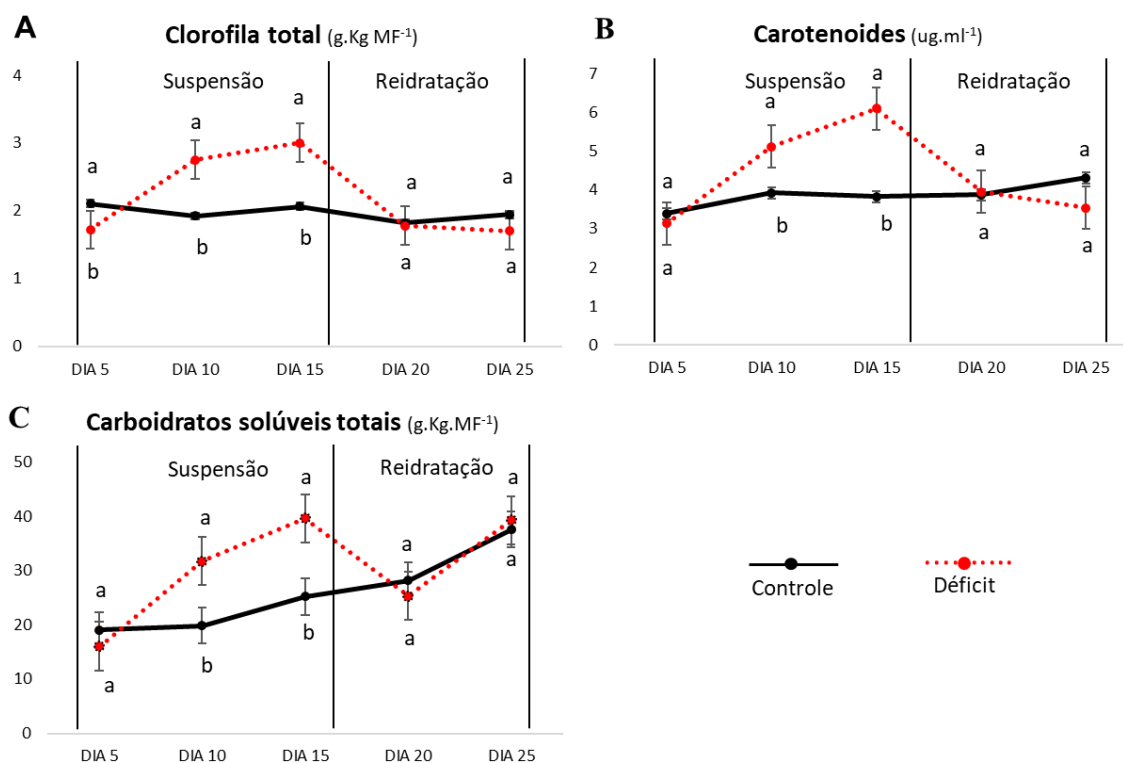 A
Clorofila total (g.Kg MF⁻¹)
Suspensão Reidratação
4
3
2
1
0
a a a a a
b b b a a
DIA 5 DIA 10 DIA 15 DIA 20 DIA 25
B
Carotenoides (ug.ml⁻¹)
Suspensão Reidratação
7
6
5
4
3
2
1
0
a a a a a
a b b a a
DIA 5 DIA 10 DIA 15 DIA 20 DIA 25
C
Carboidratos solúveis totais (g.Kg.MF⁻¹)
Suspensão Reidratação
50
40
30
20
10
0
a a a a a
a b b a a
DIA 5 DIA 10 DIA 15 DIA 20 DIA 25
Controle Déficit